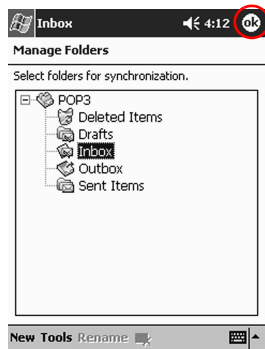 Inbox 4:12 ok
Manage Folders
Select folders for synchronization.
POP3
Deleted Items
Drafts
Inbox
Outbox
Sent Items
New Tools Rename